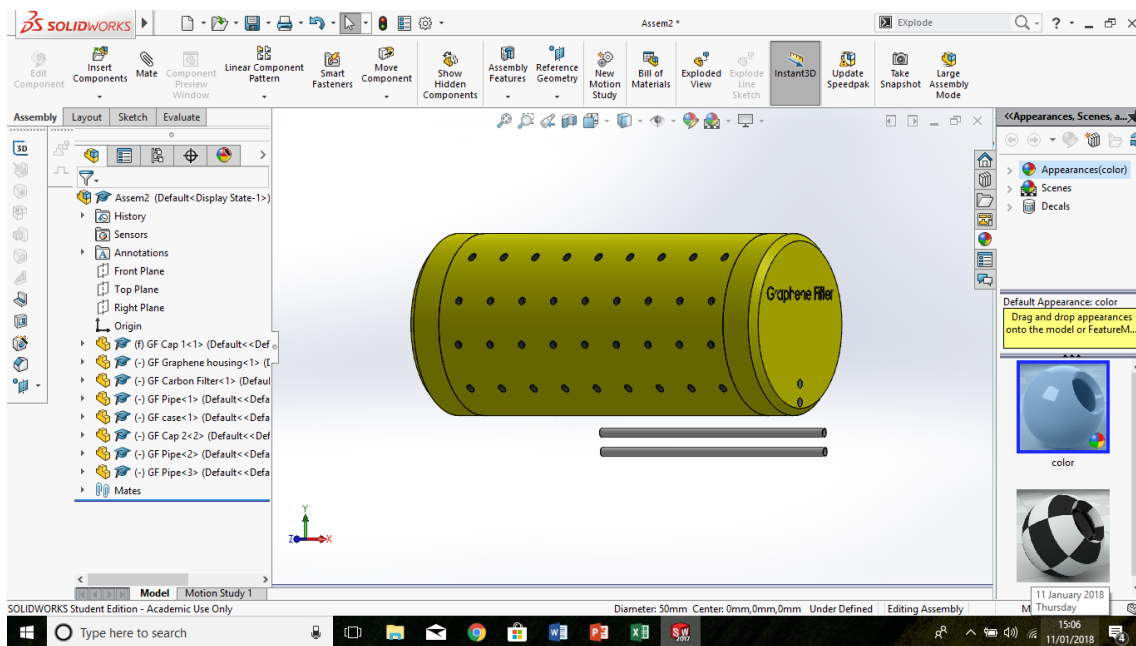 SOLIDWORKS
Assem2 *
EXplode
Edit Component
Insert Components
Mate
Component Preview Window
Linear Component Pattern
Smart Fasteners
Move Component
Show Hidden Components
Assembly Features
Reference Geometry
New Motion Study
Bill of Materials
Exploded View
Explode Line Sketch
Instant3D
Update Speedpak
Take Snapshot
Large Assembly Mode
Assembly Layout Sketch Evaluate
<<Appearances, Scenes, a...
3D
Assem2 (Default<Display State-1>)
History
Sensors
Annotations
Front Plane
Top Plane
Right Plane
Origin
(f) GF Cap 1<1> (Default<<Def
(-) GF Graphene housing<1> (D
(-) GF Carbon Filter<1> (Defaul
(-) GF Pipe<1> (Default<<Defa
(-) GF case<1> (Default<<Defa
(-) GF Cap 2<2> (Default<<Def
(-) GF Pipe<2> (Default<<Defa
(-) GF Pipe<3> (Default<<Defa
Mates
Graphene Filter
Y
Z X
Appearances(color)
Scenes
Decals
Default Appearance: color
Drag and drop appearances
onto the model or FeatureM...
color
Model Motion Study 1
SOLIDWORKS Student Edition - Academic Use Only
Diameter: 50mm Center: 0mm,0mm,0mm Under Defined Editing Assembly
11 January 2018
Thursday
Type here to search
SW
2017
15:06
11/01/2018
4